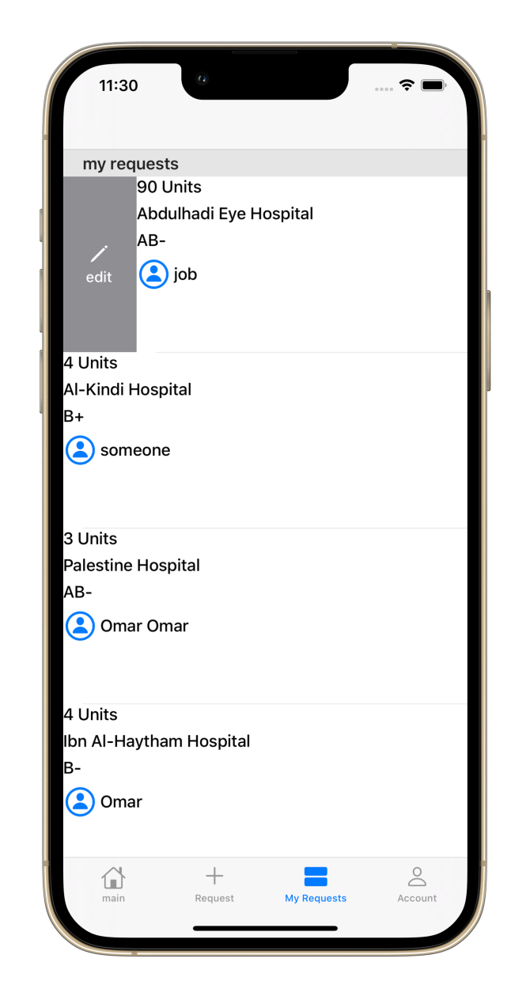 11:30
my requests
90 Units
Abdulhadi Eye Hospital
AB-
edit
job
4 Units
Al-Kindi Hospital
B+
someone
3 Units
Palestine Hospital
AB-
Omar Omar
4 Units
Ibn Al-Haytham Hospital
B-
Omar
main
Request
My Requests
Account